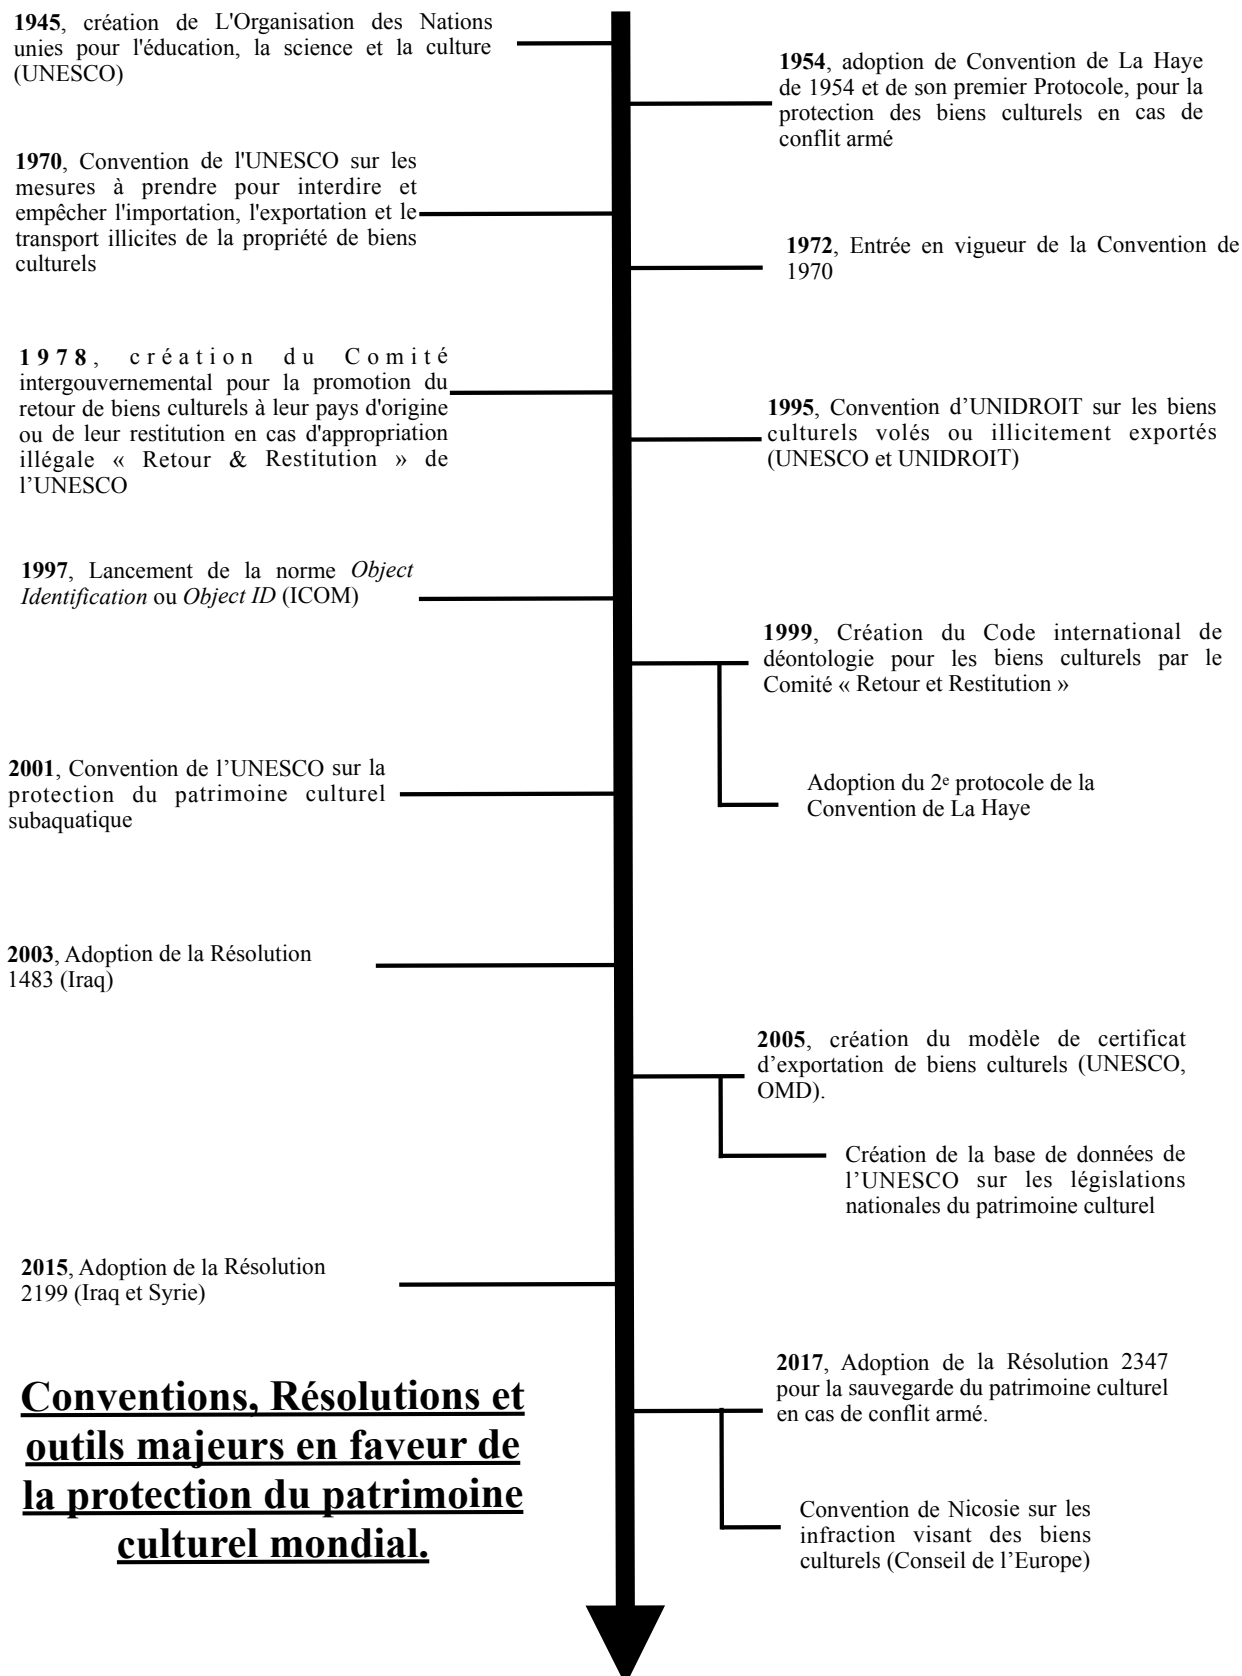 1945, création de L'Organisation des Nations
unies pour l'éducation, la science et la culture
(UNESCO)
1954, adoption de Convention de La Haye
de 1954 et de son premier Protocole, pour la
protection des biens culturels en cas de
conflit armé
1970, Convention de l'UNESCO sur les
mesures à prendre pour interdire et
empêcher l'importation, l'exportation et le
transport illicites de la propriété de biens
culturels
1972, Entrée en vigueur de la Convention de
1970
1978, création du Comité
intergouvernemental pour la promotion du
retour de biens culturels à leur pays d'origine
ou de leur restitution en cas d'appropriation
illégale « Retour & Restitution » de
l’UNESCO
1995, Convention d’UNIDROIT sur les biens
culturels volés ou illicitement exportés
(UNESCO et UNIDROIT)
1997, Lancement de la norme Object
Identification ou Object ID (ICOM)
1999, Création du Code international de
déontologie pour les biens culturels par le
Comité « Retour et Restitution »
Adoption du 2e protocole de la
Convention de La Haye
2001, Convention de l’UNESCO sur la
protection du patrimoine culturel
subaquatique
2003, Adoption de la Résolution
1483 (Iraq)
2005, création du modèle de certificat
d’exportation de biens culturels (UNESCO,
OMD).
Création de la base de données de
l’UNESCO sur les législations
nationales du patrimoine culturel
2015, Adoption de la Résolution
2199 (Iraq et Syrie)
2017, Adoption de la Résolution 2347
pour la sauvegarde du patrimoine culturel
en cas de conflit armé.
Convention de Nicosie sur les
infraction visant des biens
culturels (Conseil de l’Europe)
Conventions, Résolutions et
outils majeurs en faveur de
la protection du patrimoine
culturel mondial.